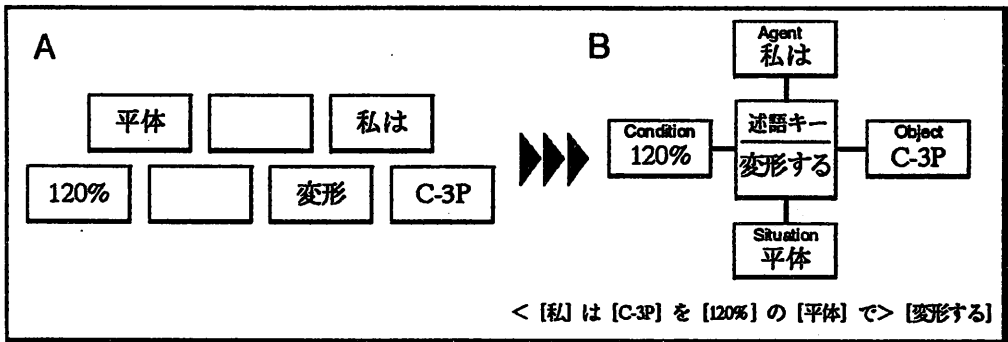 A
平体
私は
120%
変形
C-3P
B
Agent
私は
Condition
120%
述語キー
変形する
Object
C-3P
Situation
平体
< [私] は [C-3P] を [120%] の [平体] で> [変形する]